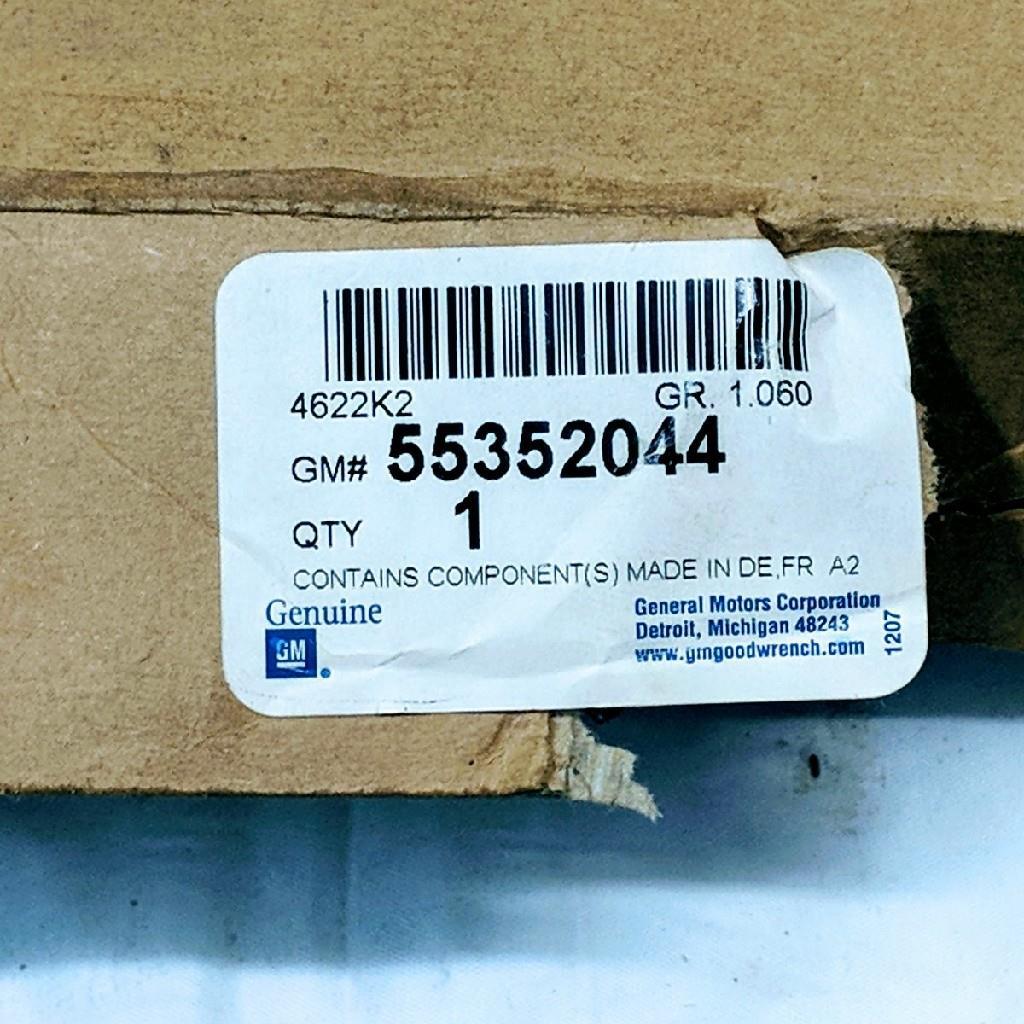 4622K2 GR. 1.060
GM# 55352044
QTY 1
CONTAINS COMPONENT(S) MADE IN DE,FR A2
Genuine
GM
General Motors Corporation
Detroit, Michigan 48243
www.gmgoodwrench.com
1207